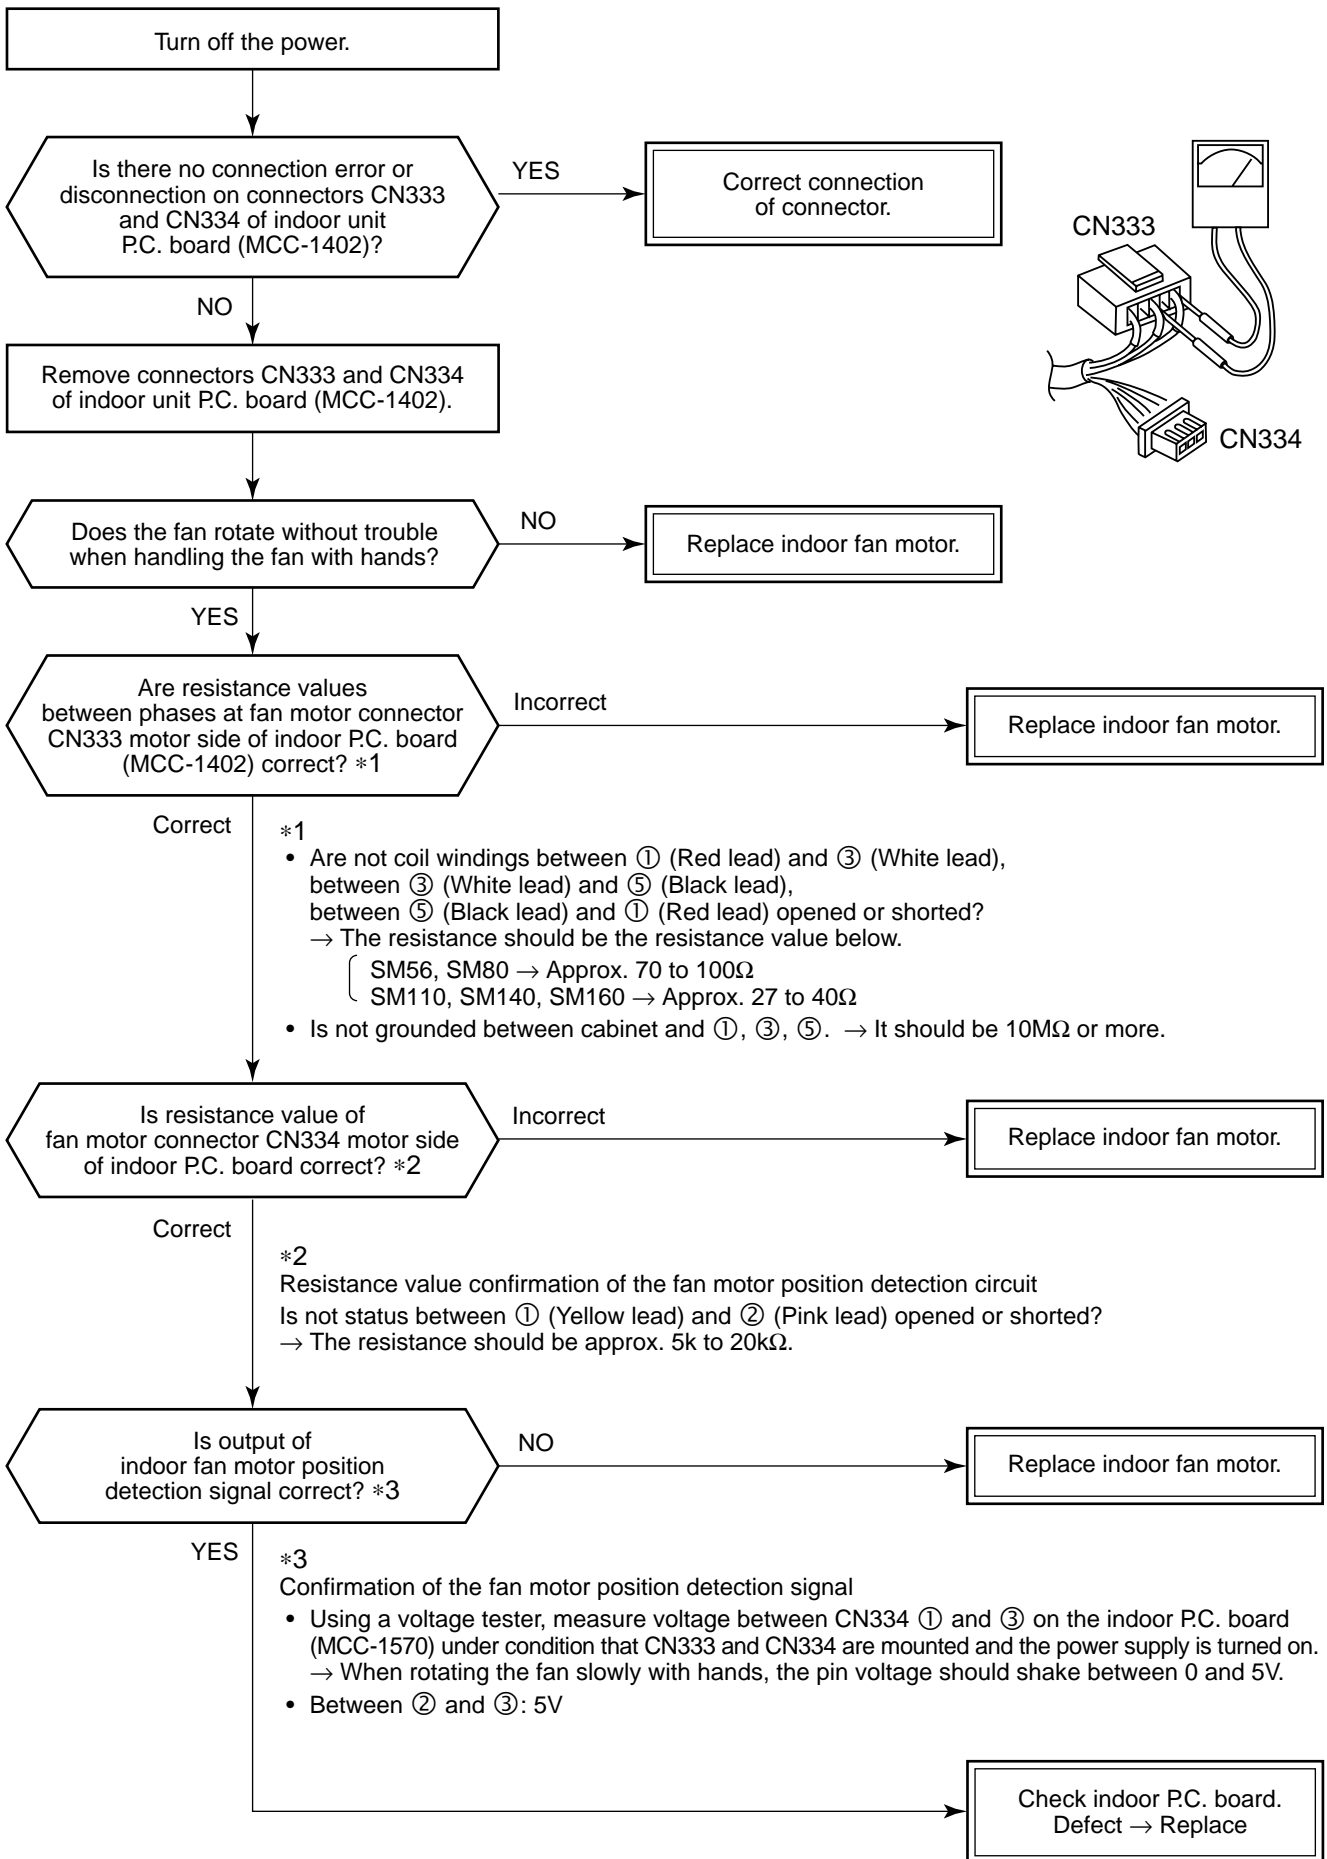 Turn off the power.
Is there no connection error or
disconnection on connectors CN333
and CN334 of indoor unit
P.C. board (MCC-1402)?
YES
Correct connection
of connector.
CN333
CN334
NO
Remove connectors CN333 and CN334
of indoor unit P.C. board (MCC-1402).
Does the fan rotate without trouble
when handling the fan with hands?
NO
Replace indoor fan motor.
YES
Are resistance values
between phases at fan motor connector
CN333 motor side of indoor P.C. board
(MCC-1402) correct? *1
Incorrect
Replace indoor fan motor.
Correct
*1
• Are not coil windings between ① (Red lead) and ③ (White lead),
between ③ (White lead) and ⑤ (Black lead),
between ⑤ (Black lead) and ① (Red lead) opened or shorted?
→ The resistance should be the resistance value below.
SM56, SM80 → Approx. 70 to 100Ω
SM110, SM140, SM160 → Approx. 27 to 40Ω
• Is not grounded between cabinet and ①, ③, ⑤. → It should be 10MΩ or more.
Is resistance value of
fan motor connector CN334 motor side
of indoor P.C. board correct? *2
Incorrect
Replace indoor fan motor.
Correct
*2
Resistance value confirmation of the fan motor position detection circuit
Is not status between ① (Yellow lead) and ② (Pink lead) opened or shorted?
→ The resistance should be approx. 5k to 20kΩ.
Is output of
indoor fan motor position
detection signal correct? *3
NO
Replace indoor fan motor.
YES
*3
Confirmation of the fan motor position detection signal
• Using a voltage tester, measure voltage between CN334 ① and ③ on the indoor P.C. board
(MCC-1570) under condition that CN333 and CN334 are mounted and the power supply is turned on.
→ When rotating the fan slowly with hands, the pin voltage should shake between 0 and 5V.
• Between ② and ③: 5V
Check indoor P.C. board.
Defect → Replace